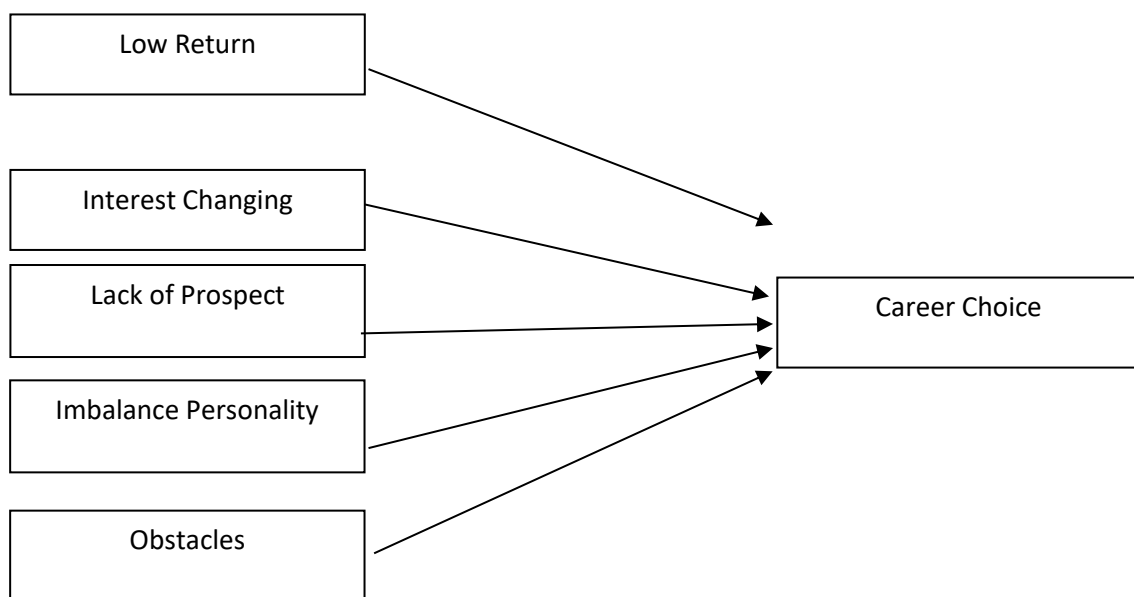 Low Return
Interest Changing
Lack of Prospect
Career Choice
Imbalance Personality
Obstacles